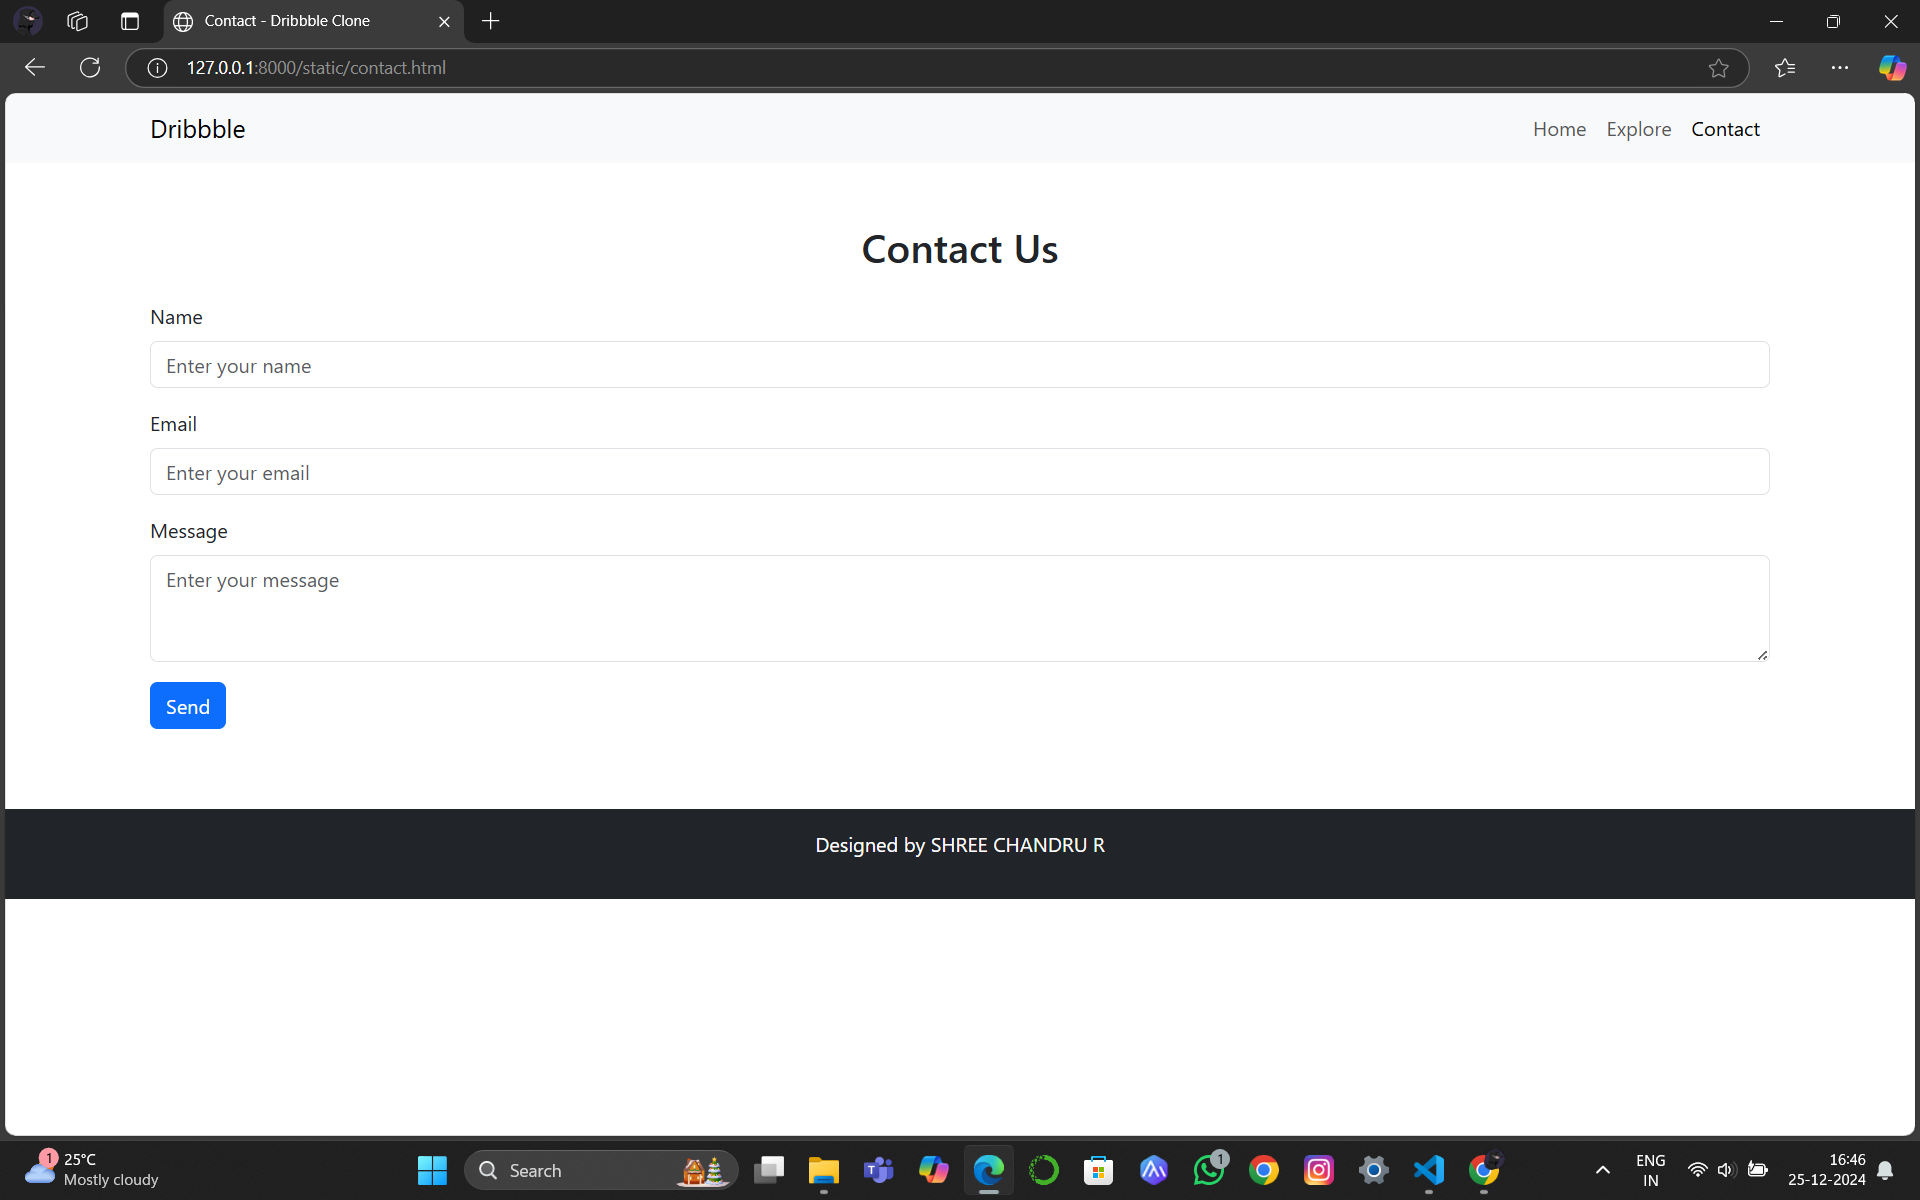 Contact - Dribbble Clone
127.0.0.1:8000/static/contact.html
Dribbble
Home Explore Contact
Contact Us
Name
Enter your name
Email
Enter your email
Message
Enter your message
Send
Designed by SHREE CHANDRU R
1
25°C
Mostly cloudy
Search
1
ENG
IN
16:46
25-12-2024